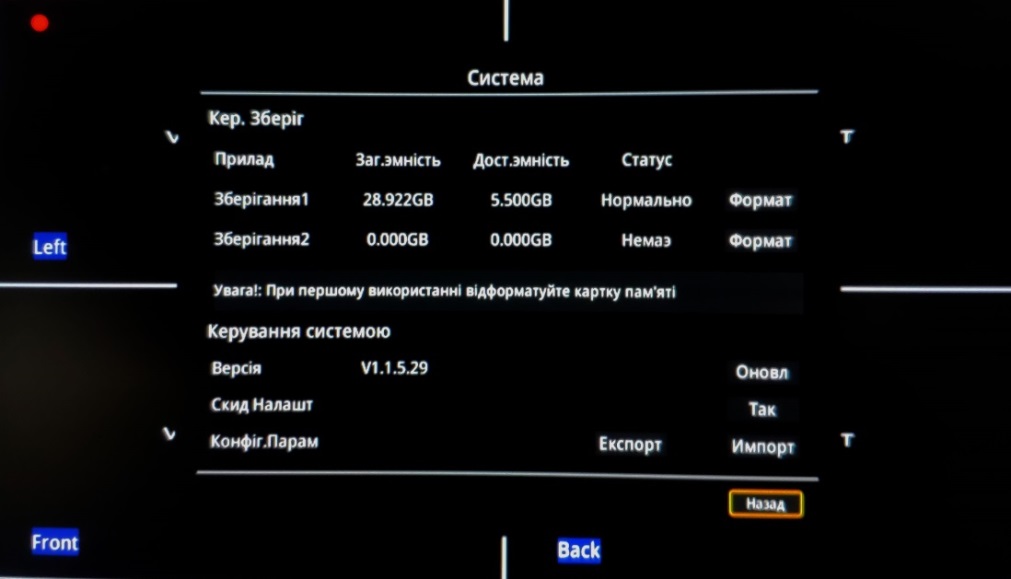 Система
Кер. Зберіг
Прилад Заг.эмність Дост.эмність Статус
Зберігання1 28.922GB 5.500GB Нормально Формат
Left
Зберігання2 0.000GB 0.000GB Немаэ Формат
Увага!: При першому використанні відформатуйте картку пам'яті
Керування системою
Версія V1.1.5.29 Оновл
Скид Налашт Так
Конфіг.Парам Експорт Импорт
Назад
Front
Back